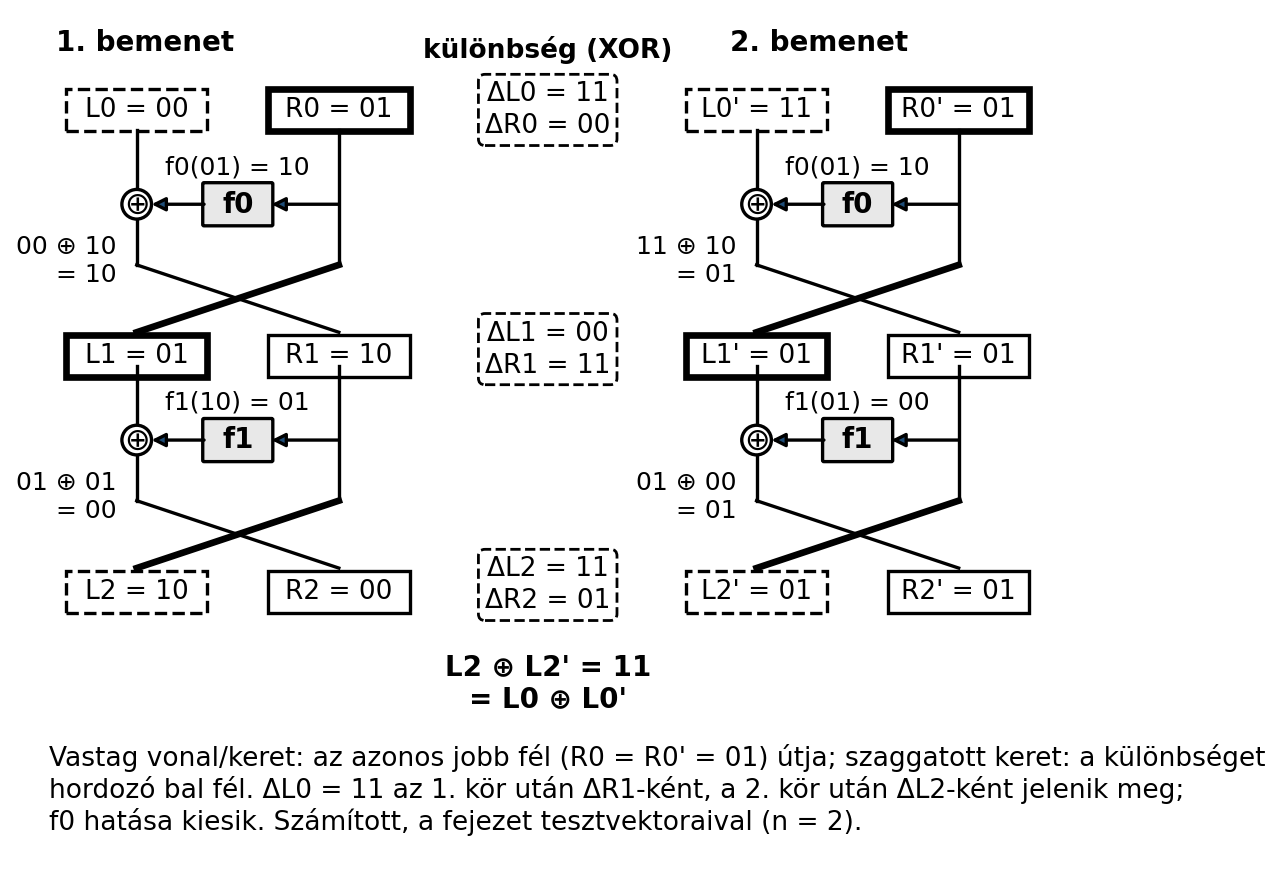 1. bemenet
különbség (XOR)
2. bemenet
L0 = 00
R0 = 01
ΔL0 = 11
ΔR0 = 00
L0' = 11
R0' = 01
f0(01) = 10
f0(01) = 10
⊕
f0
⊕
f0
00 ⊕ 10
= 10
11 ⊕ 10
= 01
L1 = 01
R1 = 10
ΔL1 = 00
ΔR1 = 11
L1' = 01
R1' = 01
f1(10) = 01
f1(01) = 00
⊕
f1
⊕
f1
01 ⊕ 01
= 00
01 ⊕ 00
= 01
L2 = 10
R2 = 00
ΔL2 = 11
ΔR2 = 01
L2' = 01
R2' = 01
L2 ⊕ L2' = 11
= L0 ⊕ L0'
Vastag vonal/keret: az azonos jobb fél (R0 = R0' = 01) útja; szaggatott keret: a különbséget
hordozó bal fél. ΔL0 = 11 az 1. kör után ΔR1-ként, a 2. kör után ΔL2-ként jelenik meg;
f0 hatása kiesik. Számított, a fejezet tesztvektoraival (n = 2).